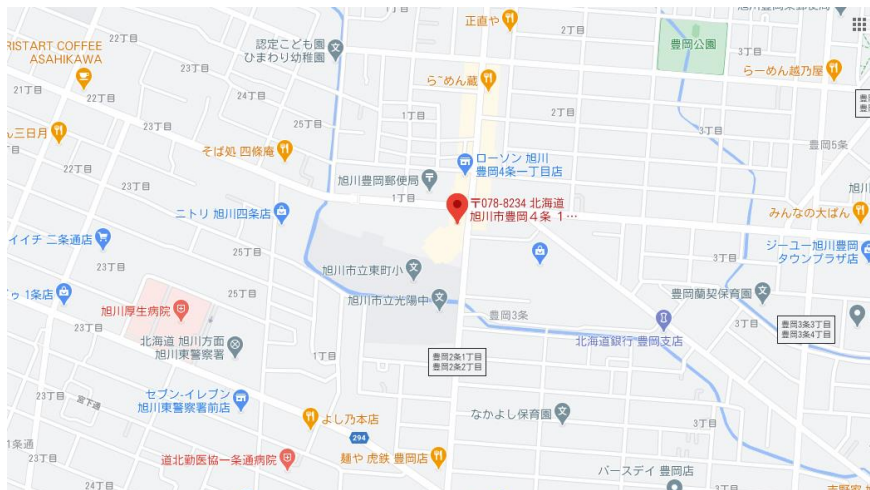 22丁目
正直や
2丁目
豊岡公園
3丁目
RISTART COFFEE
ASAHIKAWA
認定こども園
ひまわり幼稚園
23丁目
らーめん越乃屋
21丁目
22丁目
24丁目
23丁目
25丁目
2丁目
3丁目
豊岡5条
ん三日月
そば処 四條庵
22丁目
ローソン 旭川
豊岡4条一丁目店
旭川豊岡郵便局
1丁目
〒078-8234 北海道
旭川市豊岡４条 １…
ニトリ 旭川四条店
みんなの大ばん
イイチ 二条通店
25丁目
ジーユー旭川豊岡
タウンプラザ店
3丁目
23丁目
旭川市立東町小
ゥ 1条店
25丁目
旭川市立光陽中
豊岡蘭契保育園
旭川厚生病院
豊岡3条
23丁目
3丁目
豊岡3条3丁目
豊岡3条4丁目
北海道 旭川方面
旭川東警察署
北海道銀行 豊岡支店
1丁目
豊岡2条1丁目
豊岡2条2丁目
セブン-イレブン
旭川東警察署前店
23丁目
宮下通
よし乃本店
なかよし保育園
3丁目
294
1条通
23丁目
道北勤医協一条通病院
麺や 虎鉄 豊岡店
バースデイ 豊岡店
24丁目